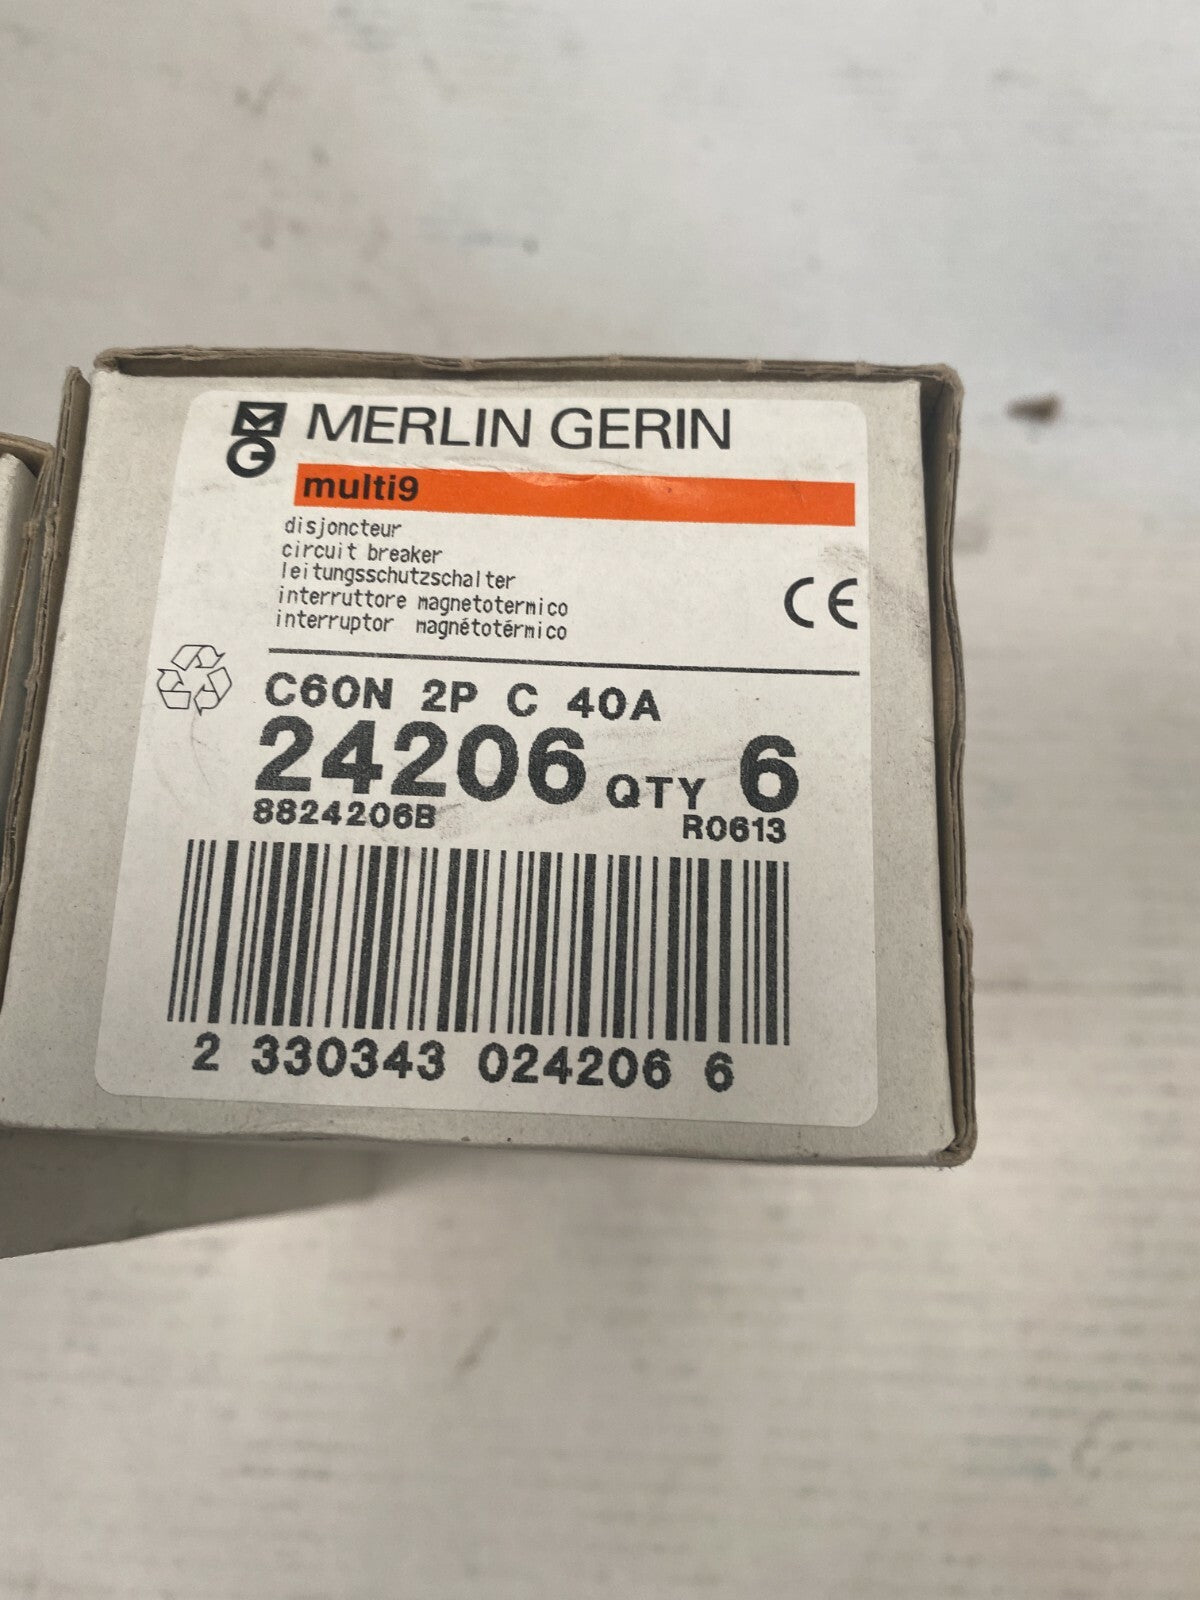 MG MERLIN GERIN
multi9
disjoncteur
circuit breaker
leitungsschutzschalter
interruttore magnetotermico
interruptor magnétotérmico
CE
C60N 2P C 40A
24206 QTY 6
8824206B R0613
2 330343 024206 6